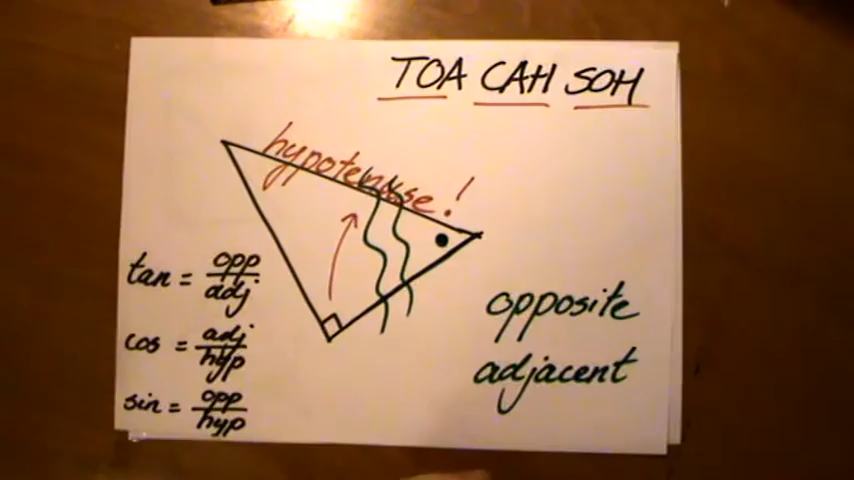 TOA CAH SOH
hypotenuse!
tan = opp/adj
cos = adj/hyp
sin = opp/hyp
opposite
adjacent